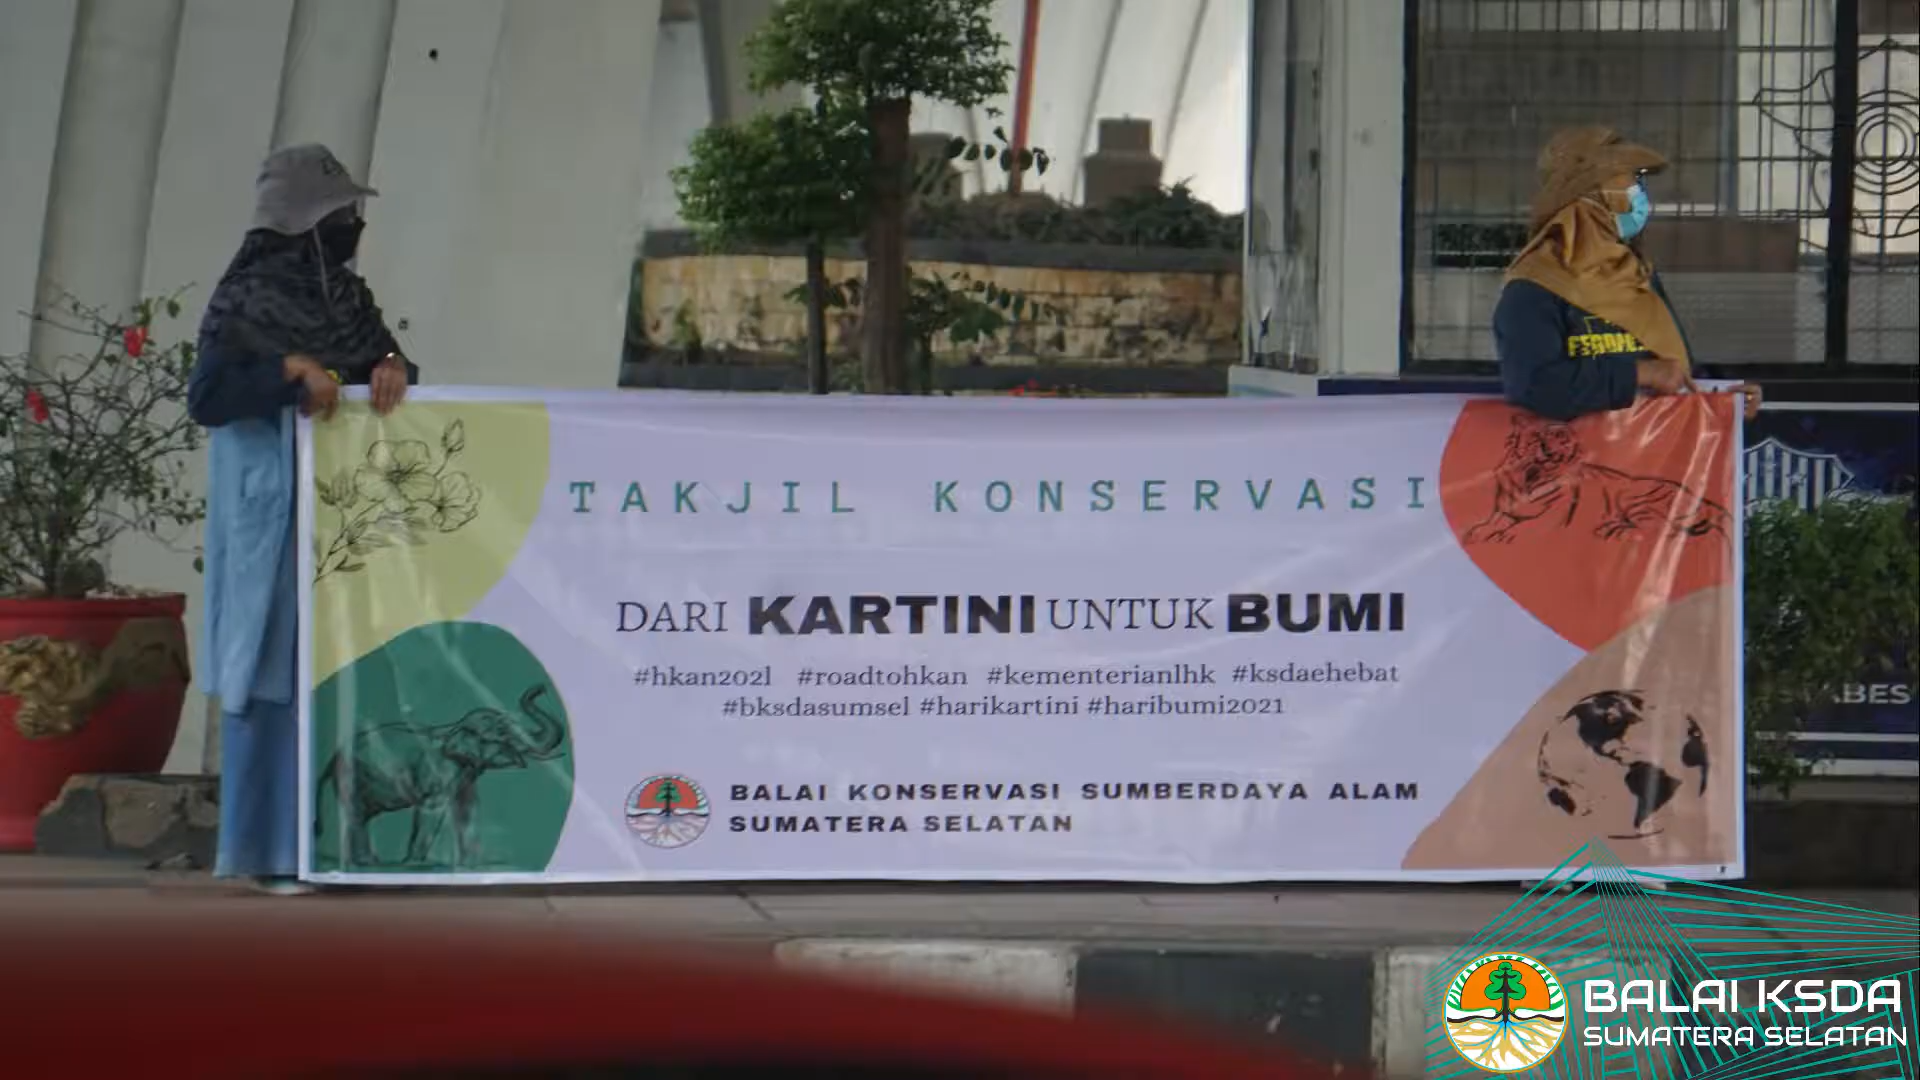 TAKJIL KONSERVASI
DARI KARTINI UNTUK BUMI
#hkan2021 #roadtohkan #kementerianlhk #ksdaehebat
#bksdasumsel #harikartini #haribumi2021
BALAI KONSERVASI SUMBERDAYA ALAM
SUMATERA SELATAN
ABES
BALAI KSDA
SUMATERA SELATAN